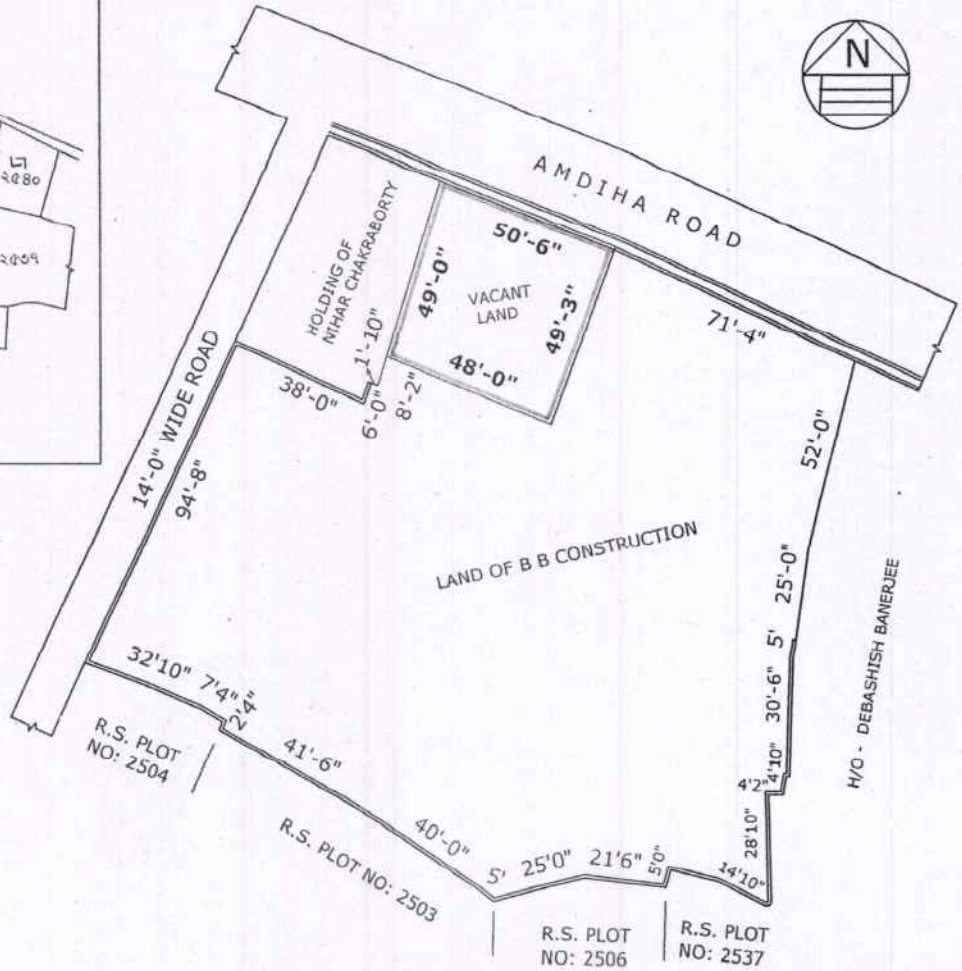 N
AMDIHA ROAD
2509
HOLDING OF
NIHAR CHAKRABORTY
50'-6"
49'-0"
VACANT
LAND
49'-3"
48'-0"
71'-4"
1'-10"
38'-0"
6'-0"
8'-2"
14'-0" WIDE ROAD
94'-8"
52'-0"
LAND OF B B CONSTRUCTION
25'-0"
5'
30'-6"
4'10"
4'2"
28'10"
H/O - DEBASHISH BANERJEE
32'10"
7'4"
2'4"
R.S. PLOT
NO: 2504
41'-6"
40'-0"
R.S. PLOT NO: 2503
5'
25'0"
21'6"
5'0"
14'10"
R.S. PLOT
NO: 2506
R.S. PLOT
NO: 2537